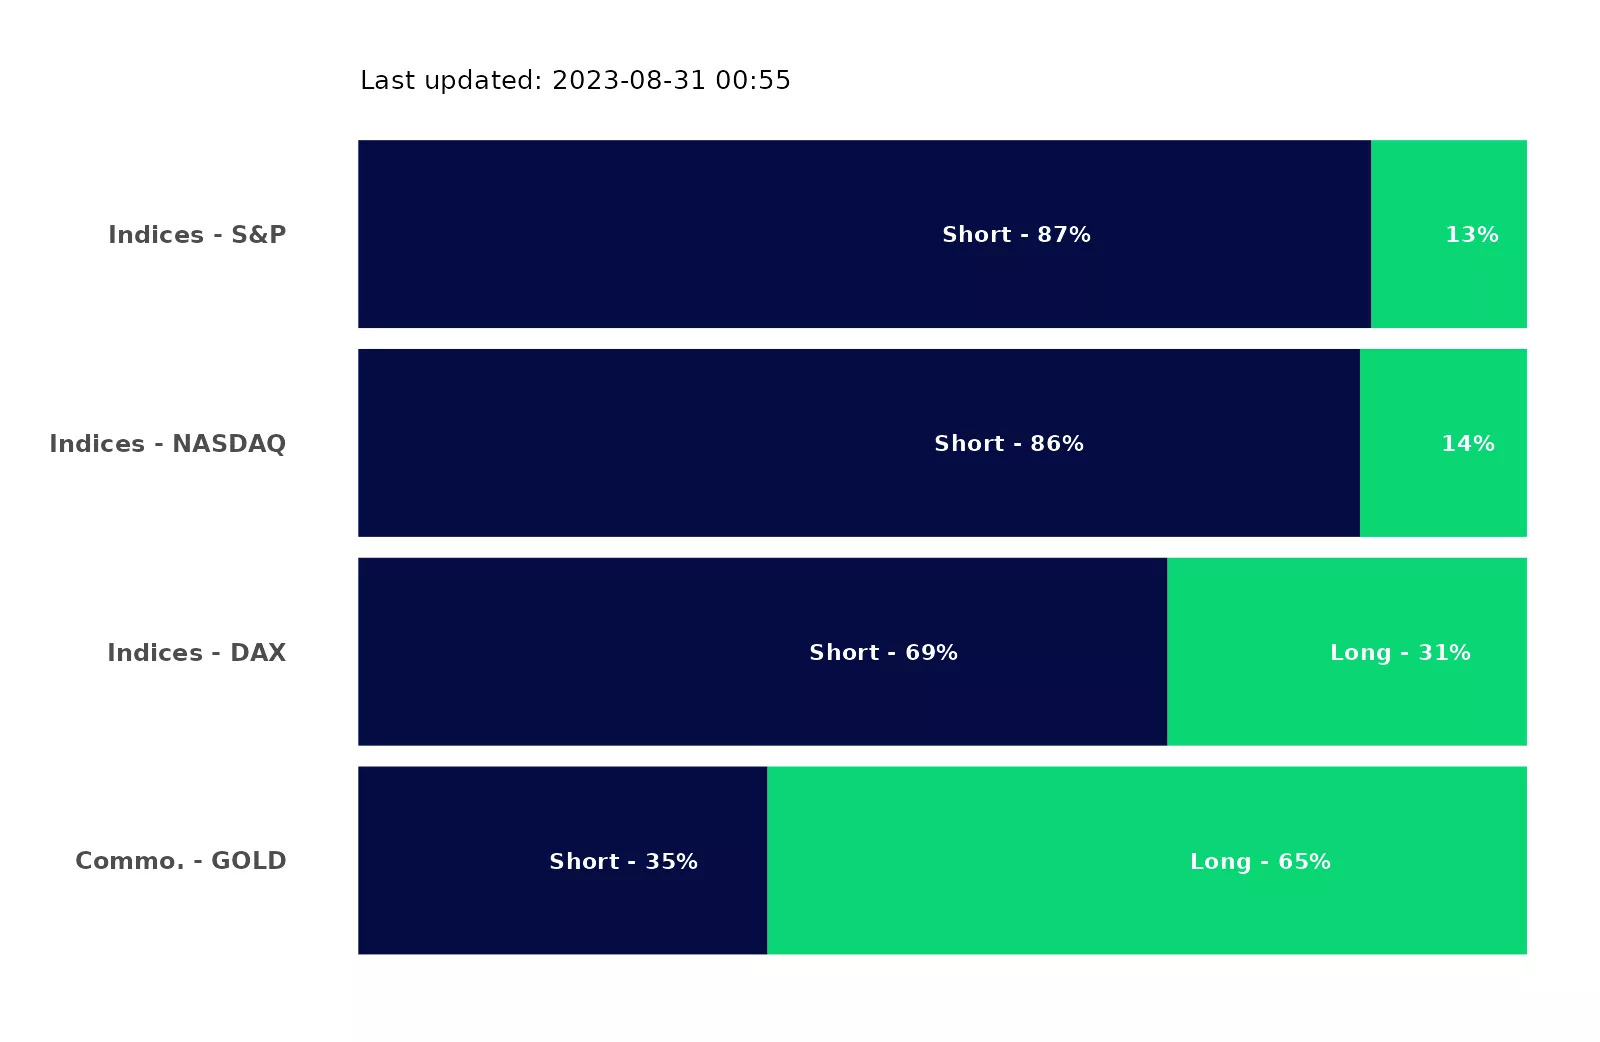 Last updated: 2023-08-31 00:55
Indices - S&P
Short - 87%
13%
Indices - NASDAQ
Short - 86%
14%
Indices - DAX
Short - 69%
Long - 31%
Commo. - GOLD
Short - 35%
Long - 65%